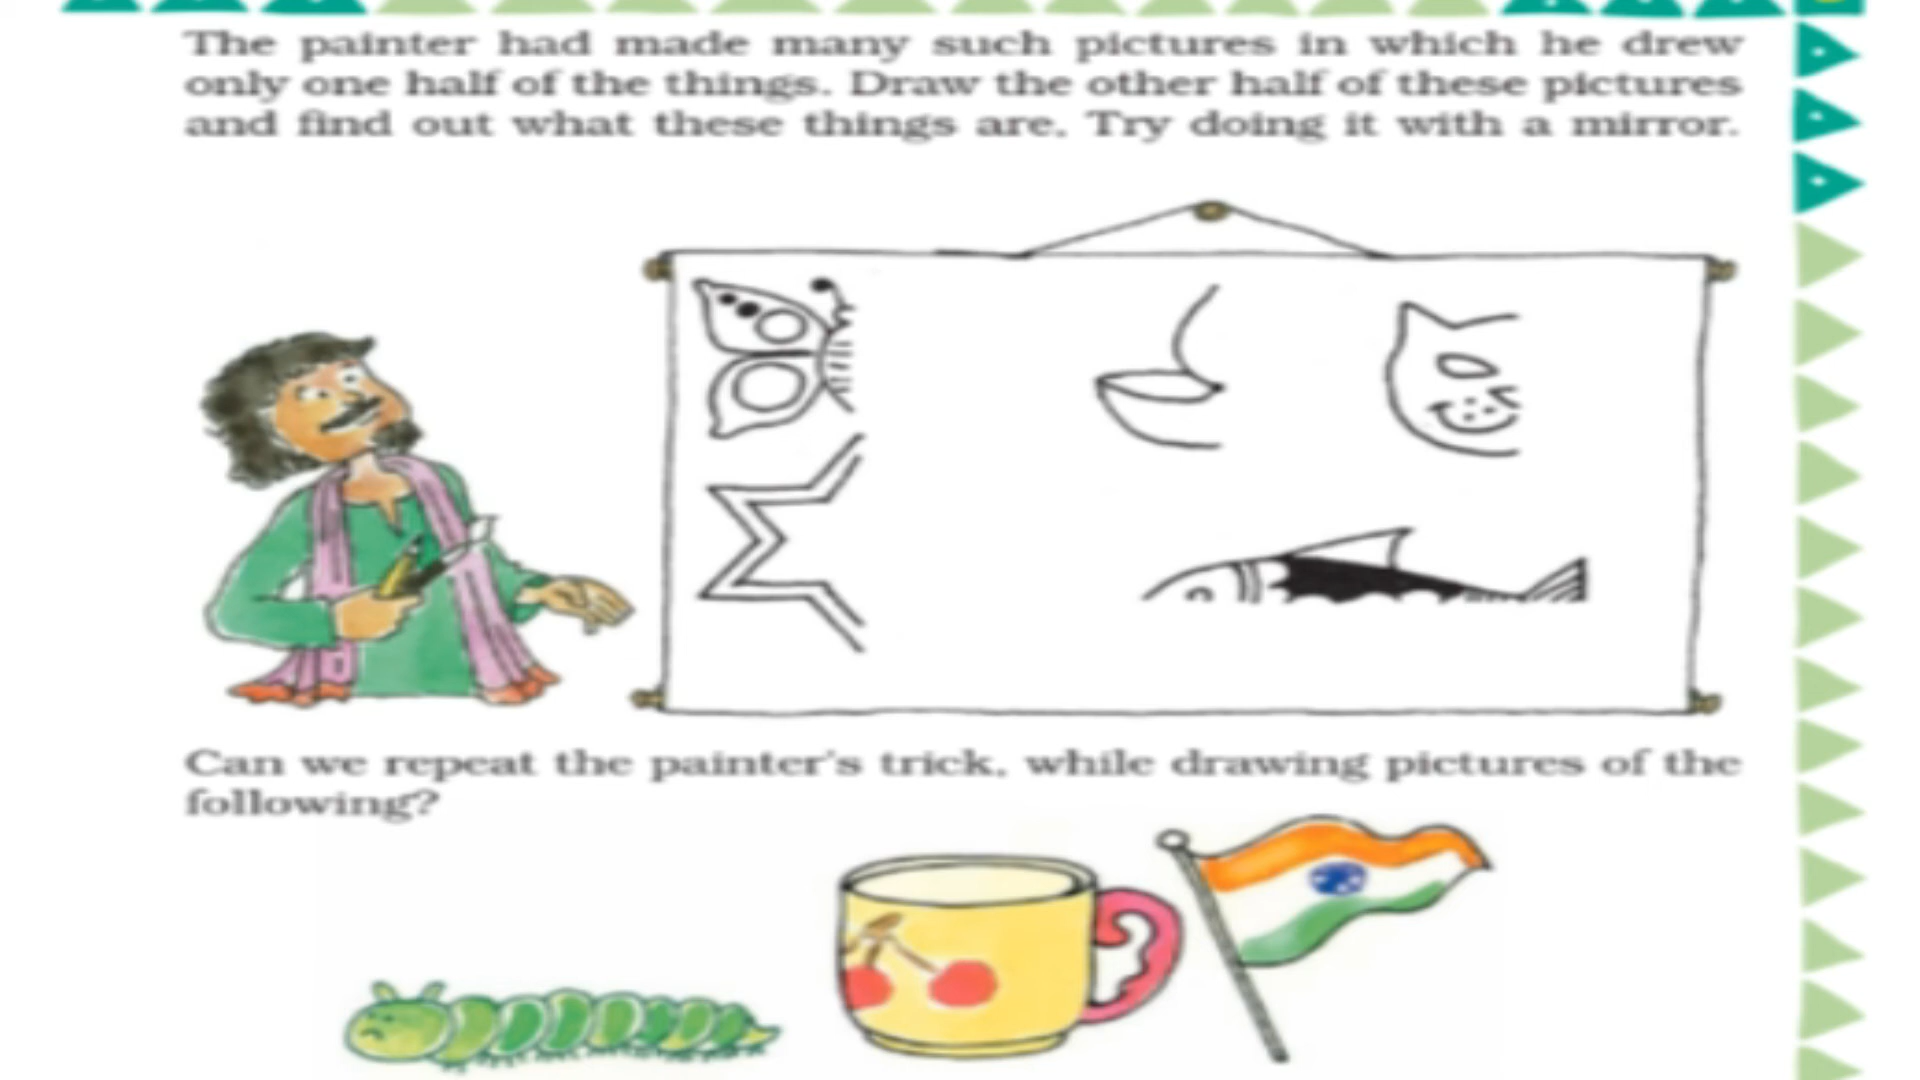 The painter had made many such pictures in which he drew
only one half of the things. Draw the other half of these pictures
and find out what these things are. Try doing it with a mirror.
Can we repeat the painter's trick, while drawing pictures of the
following?